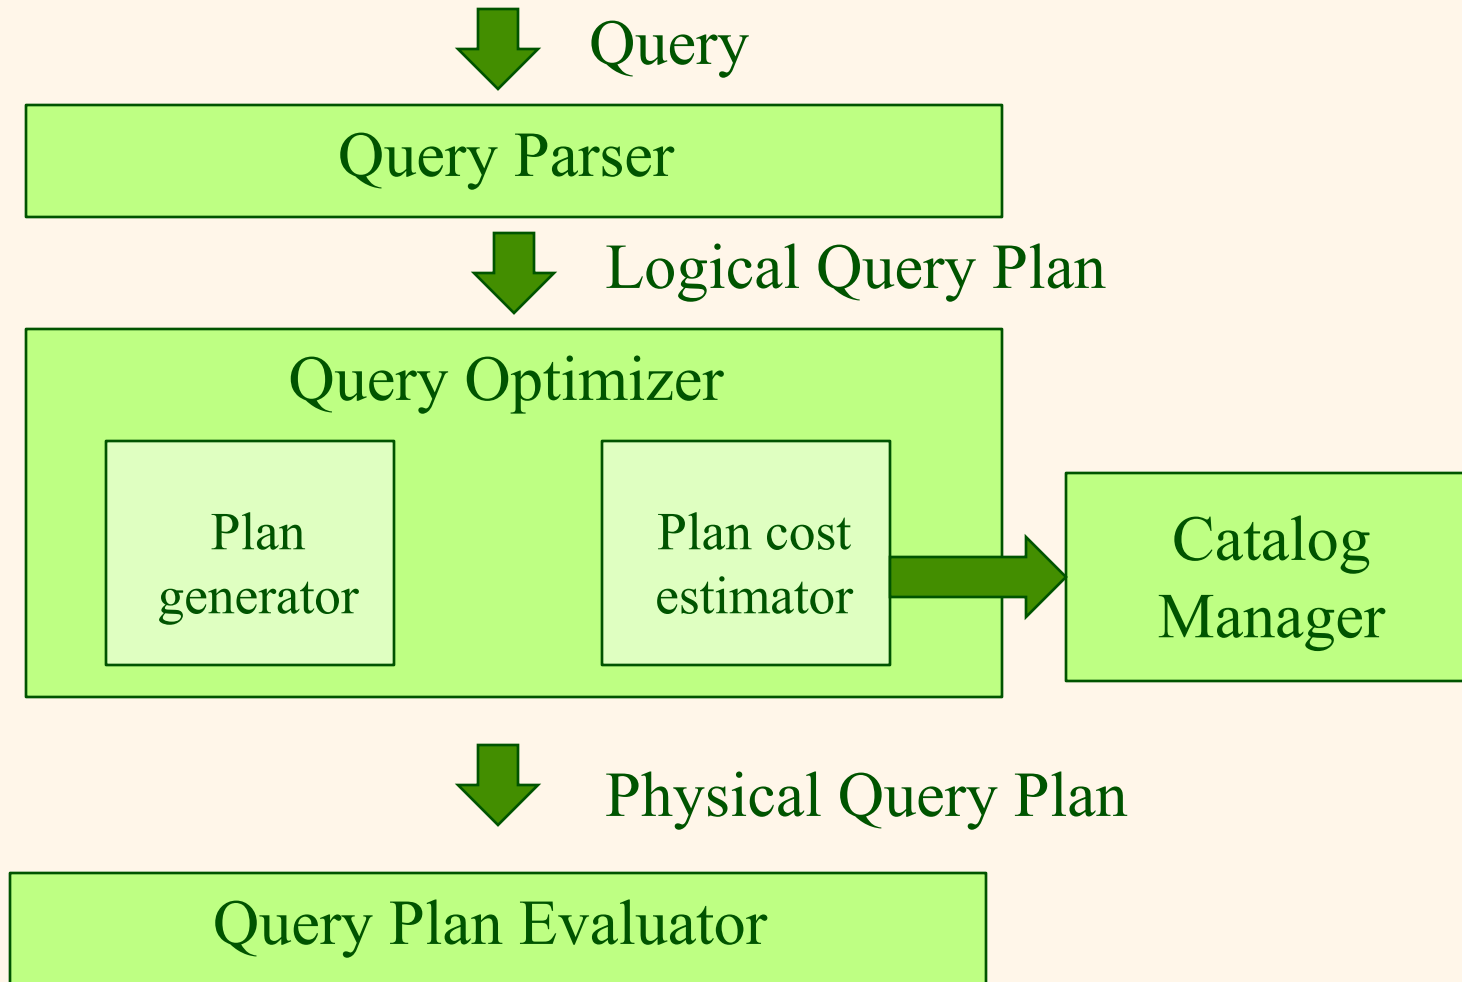 Query
Query Parser
Logical Query Plan
Query Optimizer
Plan
generator
Plan cost
estimator
Catalog
Manager
Physical Query Plan
Query Plan Evaluator